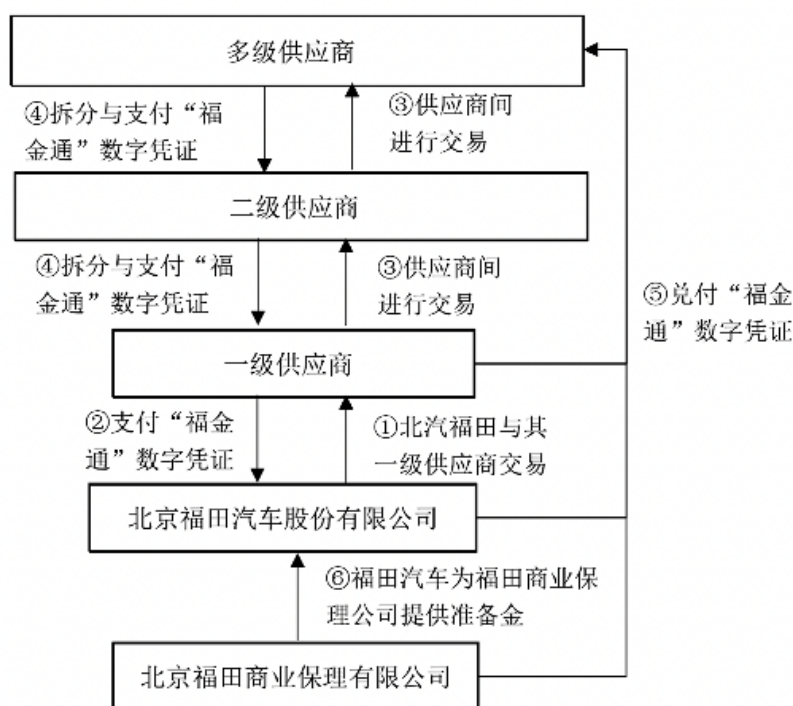 多级供应商
④拆分与支付“福
金通”数字凭证
③供应商间
进行交易
二级供应商
④拆分与支付“福
金通”数字凭证
③供应商间
进行交易
⑤兑付“福金
通”数字凭证
一级供应商
②支付“福金
通”数字凭证
①北汽福田与其
一级供应商交易
北京福田汽车股份有限公司
⑥福田汽车为福田商业保
理公司提供准备金
北京福田商业保理有限公司